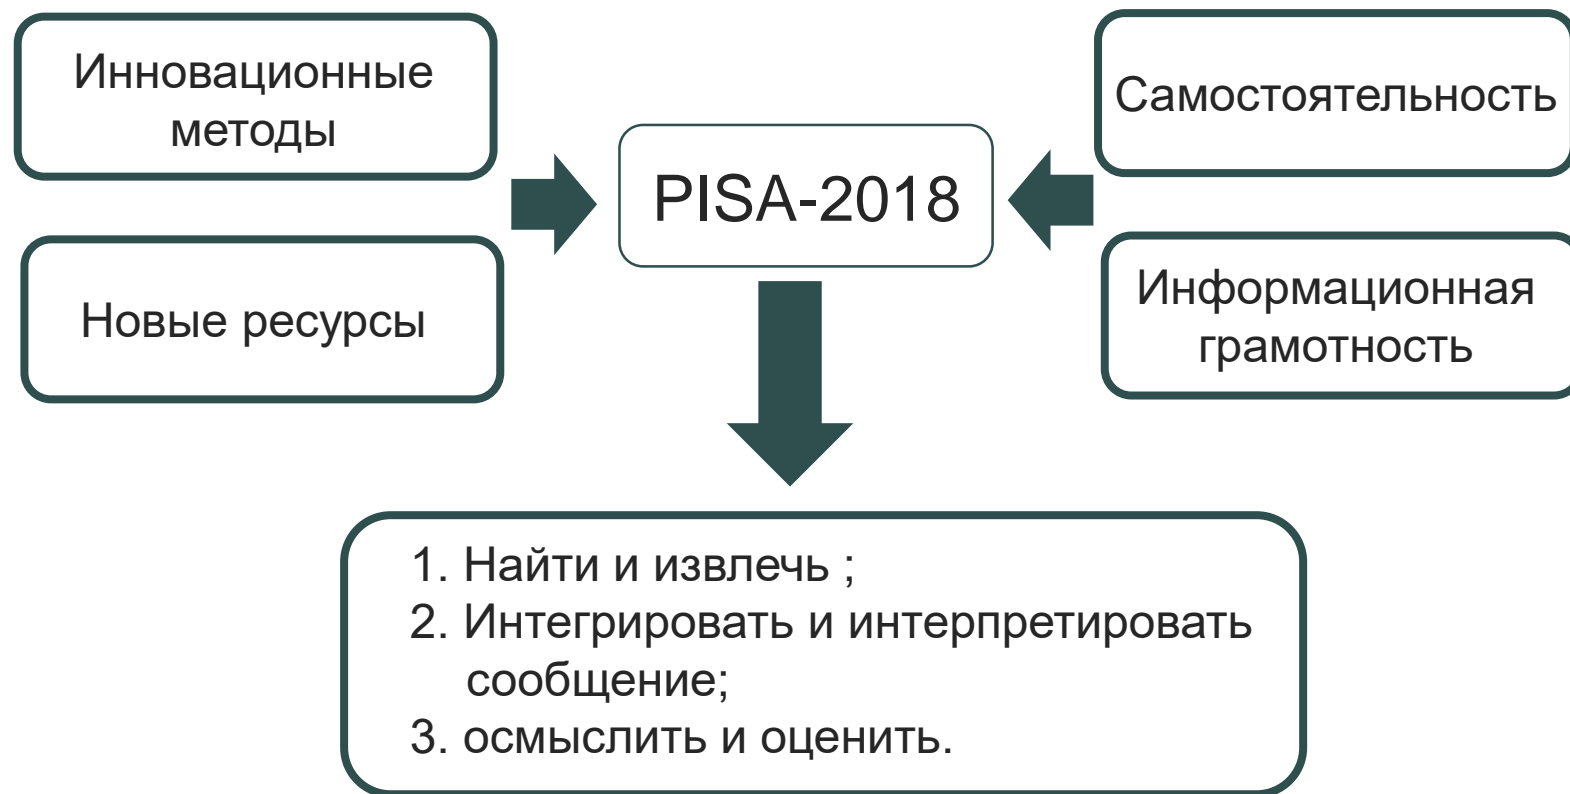 Инновационные
методы
Новые ресурсы
PISA-2018
Самостоятельность
Информационная
грамотность
1. Найти и извлечь ;
2. Интегрировать и интерпретировать
сообщение;
3. осмыслить и оценить.